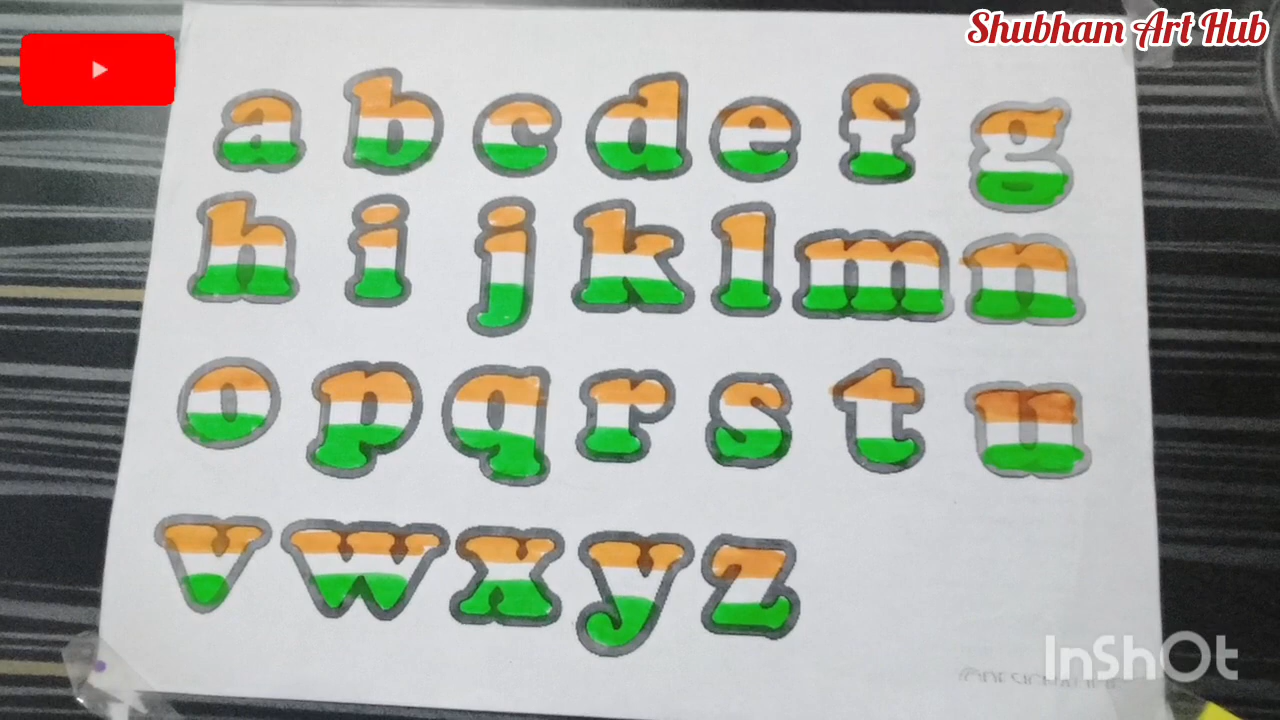 Shubham Art Hub
a b c d e f g
h i j k l m n
o p q r s t u
v w x y z
InShOt